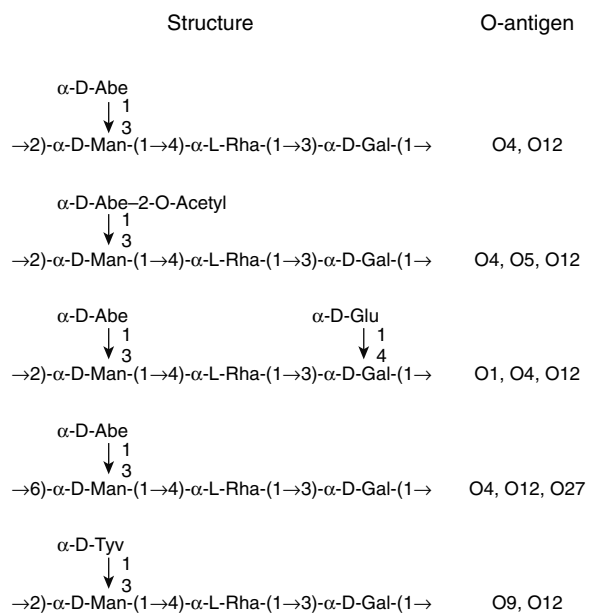 Structure O-antigen
α-D-Abe
↓ 1
3
→2)-α-D-Man-(1→4)-α-L-Rha-(1→3)-α-D-Gal-(1→ O4, O12
α-D-Abe–2-O-Acetyl
↓ 1
3
→2)-α-D-Man-(1→4)-α-L-Rha-(1→3)-α-D-Gal-(1→ O4, O5, O12
α-D-Abe α-D-Glu
↓ 1 ↓ 1
3 4
→2)-α-D-Man-(1→4)-α-L-Rha-(1→3)-α-D-Gal-(1→ O1, O4, O12
α-D-Abe
↓ 1
3
→6)-α-D-Man-(1→4)-α-L-Rha-(1→3)-α-D-Gal-(1→ O4, O12, O27
α-D-Tyv
↓ 1
3
→2)-α-D-Man-(1→4)-α-L-Rha-(1→3)-α-D-Gal-(1→ O9, O12